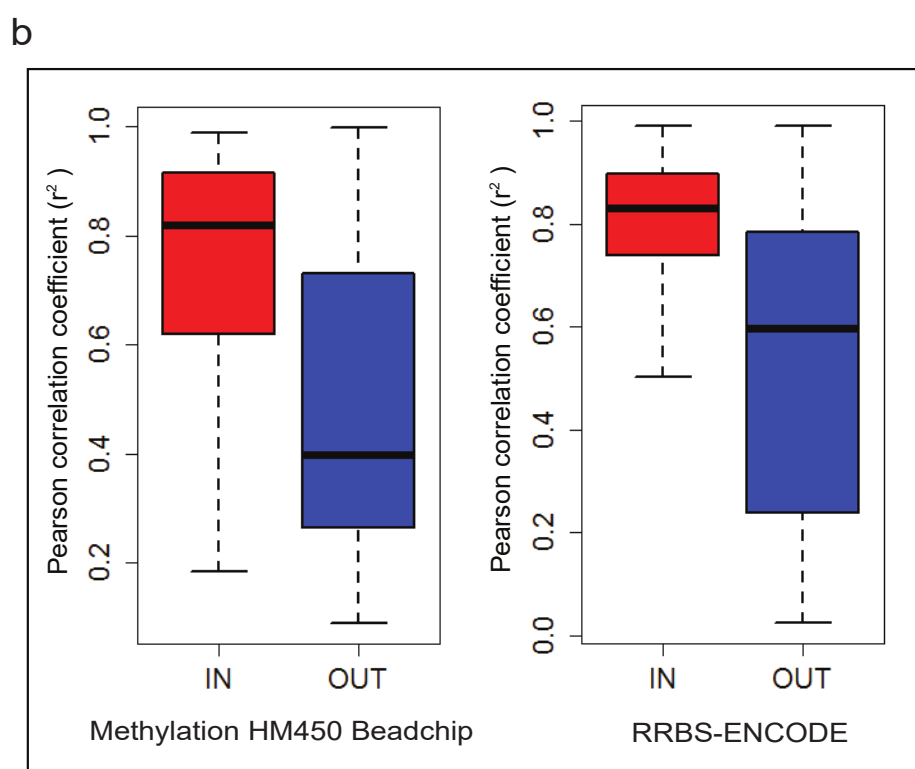 b
Pearson correlation coefficient (r² )
1.0
0.8
0.6
0.4
0.2
IN OUT
Methylation HM450 Beadchip
Pearson correlation coefficient (r² )
1.0
0.8
0.6
0.4
0.2
0.0
IN OUT
RRBS-ENCODE